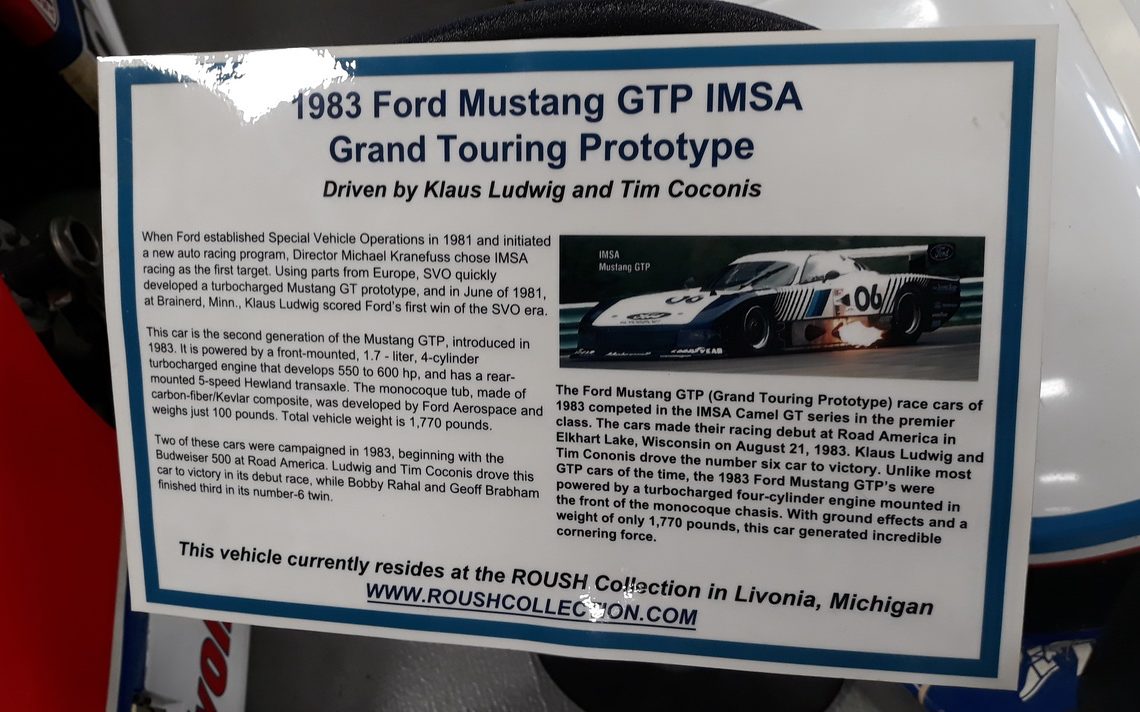 1983 Ford Mustang GTP IMSA
Grand Touring Prototype
Driven by Klaus Ludwig and Tim Coconis
When Ford established Special Vehicle Operations in 1981 and initiated
a new auto racing program, Director Michael Kranefuss chose IMSA
racing as the first target. Using parts from Europe, SVO quickly
developed a turbocharged Mustang GT prototype, and in June of 1981,
at Brainerd, Minn., Klaus Ludwig scored Ford's first win of the SVO era.
This car is the second generation of the Mustang GTP, introduced in
1983. It is powered by a front-mounted, 1.7 - liter, 4-cylinder
turbocharged engine that develops 550 to 600 hp, and has a rear-
mounted 5-speed Hewland transaxle. The monocoque tub, made of
carbon-fiber/Kevlar composite, was developed by Ford Aerospace and
weighs just 100 pounds. Total vehicle weight is 1,770 pounds.
Two of these cars were campaigned in 1983, beginning with the
Budweiser 500 at Road America. Ludwig and Tim Coconis drove this
car to victory in its debut race, while Bobby Rahal and Geoff Brabham
finished third in its number-6 twin.
IMSA
Mustang GTP
Ford
06
06
Ford
GOODYEAR
The Ford Mustang GTP (Grand Touring Prototype) race cars of
1983 competed in the IMSA Camel GT series in the premier
class. The cars made their racing debut at Road America in
Elkhart Lake, Wisconsin on August 21, 1983. Klaus Ludwig and
Tim Cononis drove the number six car to victory. Unlike most
GTP cars of the time, the 1983 Ford Mustang GTP's were
powered by a turbocharged four-cylinder engine mounted in
the front of the monocoque chasis. With ground effects and a
weight of only 1,770 pounds, this car generated incredible
cornering force.
This vehicle currently resides at the ROUSH Collection in Livonia, Michigan
WWW.ROUSHCOLLECTION.COM